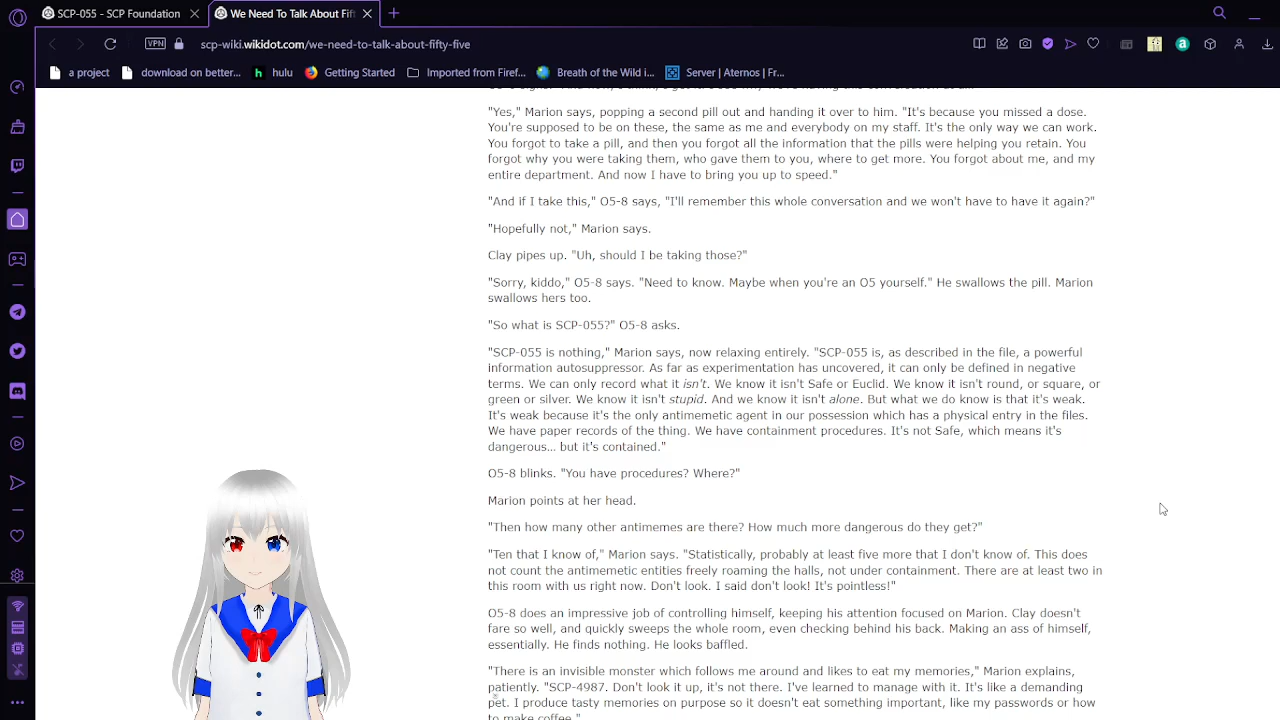 SCP-055 - SCP Foundation
We Need To Talk About Fif
VPN
scp-wiki.wikidot.com/we-need-to-talk-about-fifty-five
a project
download on better...
hulu
Getting Started
Imported from Firef...
Breath of the Wild i...
Server | Aternos | Fr...
"Yes," Marion says, popping a second pill out and handing it over to him. "It's because you missed a dose.
You're supposed to be on these, the same as me and everybody on my staff. It's the only way we can work.
You forgot to take a pill, and then you forgot all the information that the pills were helping you retain. You
forgot why you were taking them, who gave them to you, where to get more. You forgot about me, and my
entire department. And now I have to bring you up to speed."
"And if I take this," O5-8 says, "I'll remember this whole conversation and we won't have to have it again?"
"Hopefully not," Marion says.
Clay pipes up. "Uh, should I be taking those?"
"Sorry, kiddo," O5-8 says. "Need to know. Maybe when you're an O5 yourself." He swallows the pill. Marion
swallows hers too.
"So what is SCP-055?" O5-8 asks.
"SCP-055 is nothing," Marion says, now relaxing entirely. "SCP-055 is, as described in the file, a powerful
information autosuppressor. As far as experimentation has uncovered, it can only be defined in negative
terms. We can only record what it isn't. We know it isn't Safe or Euclid. We know it isn't round, or square, or
green or silver. We know it isn't stupid. And we know it isn't alone. But what we do know is that it's weak.
It's weak because it's the only antimemetic agent in our possession which has a physical entry in the files.
We have paper records of the thing. We have containment procedures. It's not Safe, which means it's
dangerous... but it's contained."
O5-8 blinks. "You have procedures? Where?"
Marion points at her head.
"Then how many other antimemes are there? How much more dangerous do they get?"
"Ten that I know of," Marion says. "Statistically, probably at least five more that I don't know of. This does
not count the antimemetic entities freely roaming the halls, not under containment. There are at least two in
this room with us right now. Don't look. I said don't look! It's pointless!"
O5-8 does an impressive job of controlling himself, keeping his attention focused on Marion. Clay doesn't
fare so well, and quickly sweeps the whole room, even checking behind his back. Making an ass of himself,
essentially. He finds nothing. He looks baffled.
"There is an invisible monster which follows me around and likes to eat my memories," Marion explains,
patiently. "SCP-4987. Don't look it up, it's not there. I've learned to manage with it. It's like a demanding
pet. I produce tasty memories on purpose so it doesn't eat something important, like my passwords or how
to make coffee."